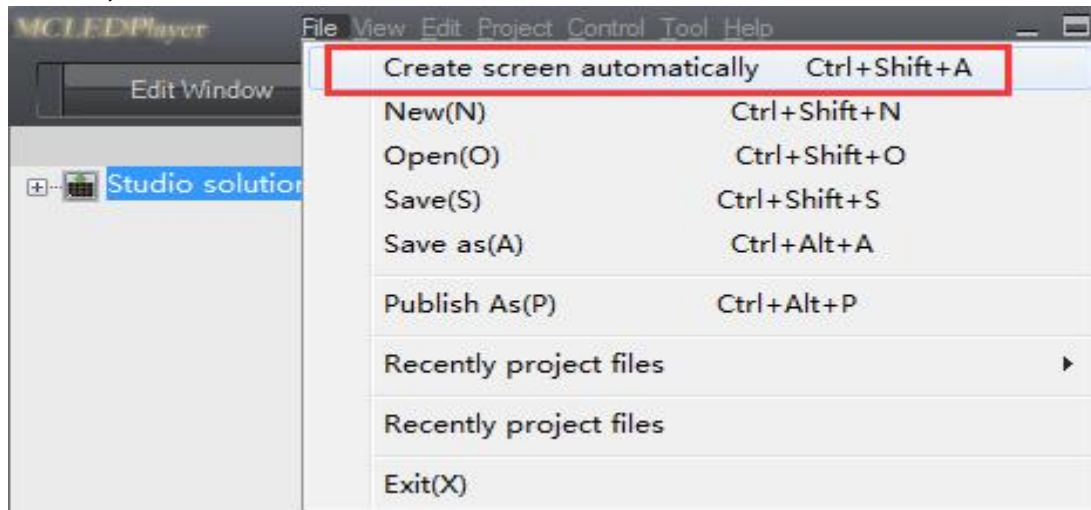 MCLEDPlayer File View Edit Project Control Tool Help
Create screen automatically Ctrl+Shift+A
Edit Window
New(N) Ctrl+Shift+N
Open(O) Ctrl+Shift+O
Studio solution
Save(S) Ctrl+Shift+S
Save as(A) Ctrl+Alt+A
Publish As(P) Ctrl+Alt+P
Recently project files
Recently project files
Exit(X)